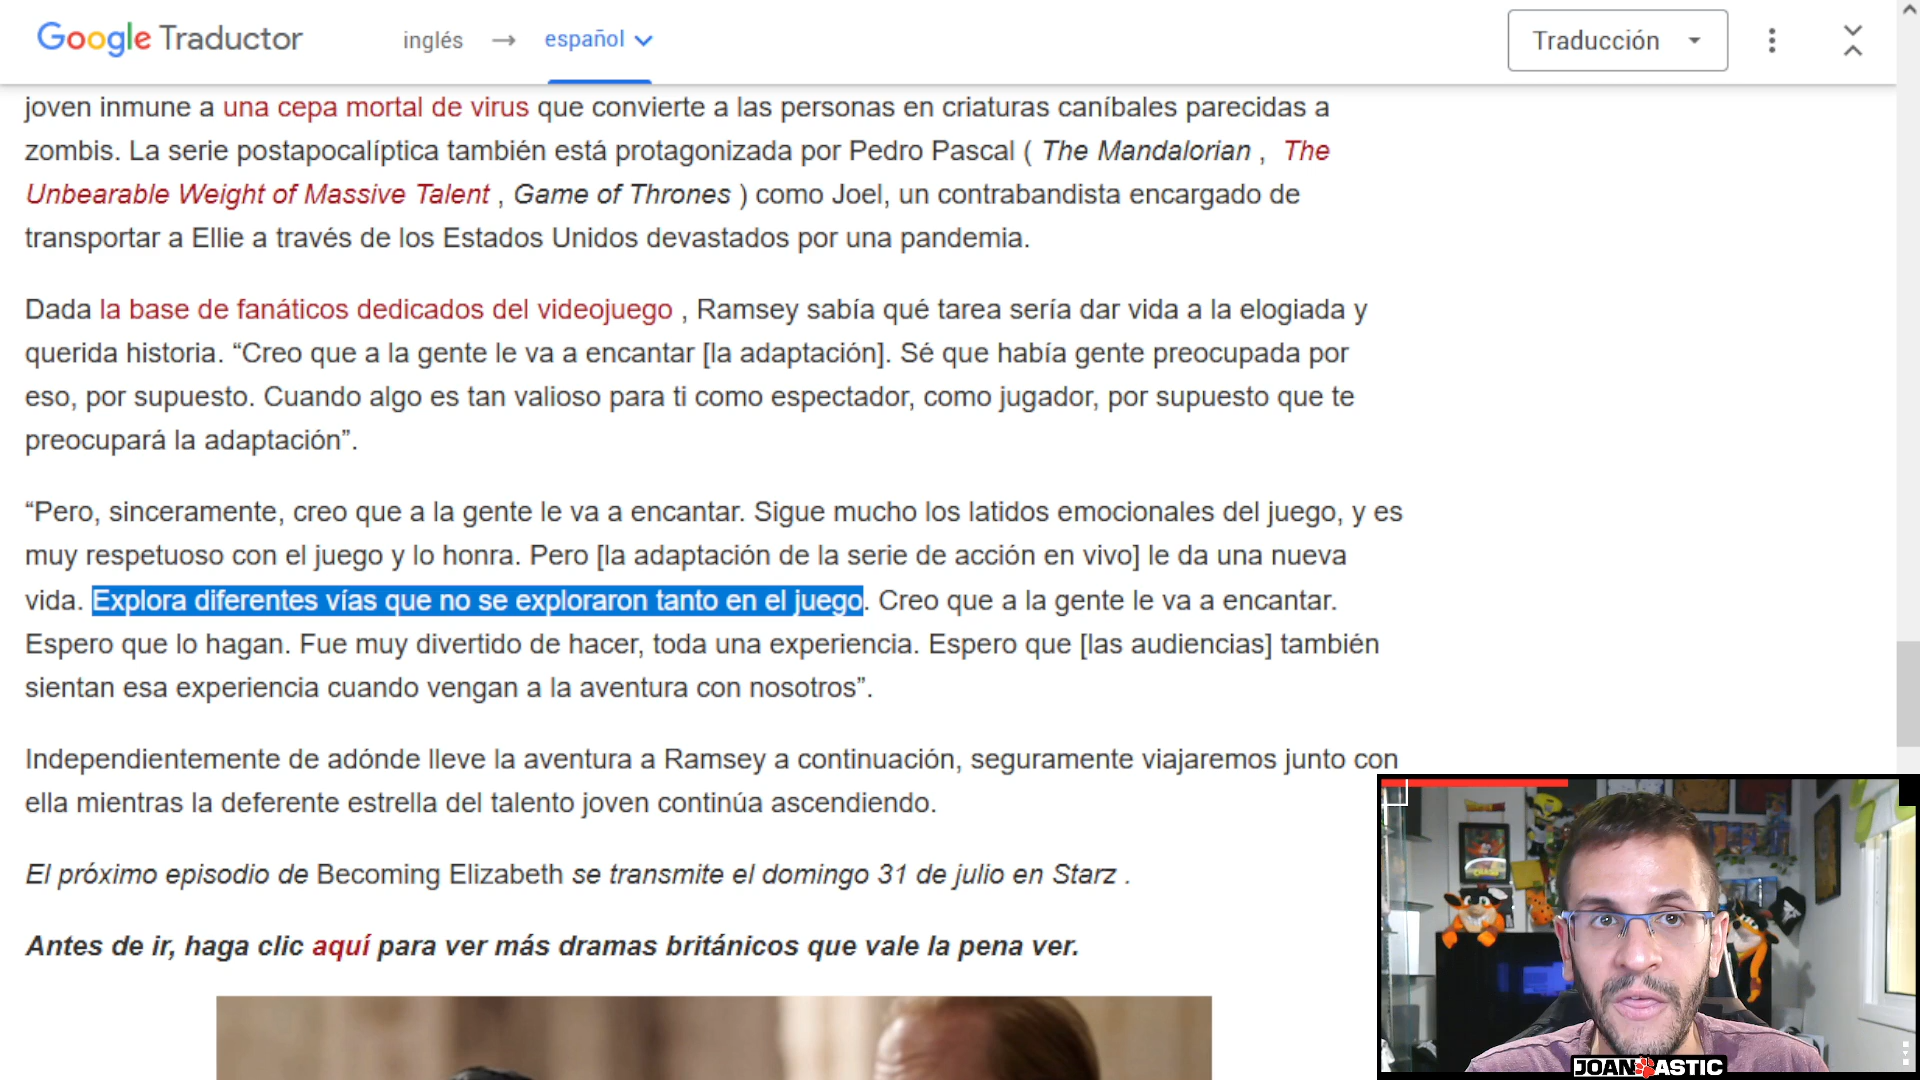 Google Traductor
inglés → español
Traducción
joven inmune a una cepa mortal de virus que convierte a las personas en criaturas caníbales parecidas a
zombis. La serie postapocalíptica también está protagonizada por Pedro Pascal ( The Mandalorian , The
Unbearable Weight of Massive Talent , Game of Thrones ) como Joel, un contrabandista encargado de
transportar a Ellie a través de los Estados Unidos devastados por una pandemia.
Dada la base de fanáticos dedicados del videojuego , Ramsey sabía qué tarea sería dar vida a la elogiada y
querida historia. “Creo que a la gente le va a encantar [la adaptación]. Sé que había gente preocupada por
eso, por supuesto. Cuando algo es tan valioso para ti como espectador, como jugador, por supuesto que te
preocupará la adaptación”.
“Pero, sinceramente, creo que a la gente le va a encantar. Sigue mucho los latidos emocionales del juego, y es
muy respetuoso con el juego y lo honra. Pero [la adaptación de la serie de acción en vivo] le da una nueva
vida. Explora diferentes vías que no se exploraron tanto en el juego. Creo que a la gente le va a encantar.
Espero que lo hagan. Fue muy divertido de hacer, toda una experiencia. Espero que [las audiencias] también
sientan esa experiencia cuando vengan a la aventura con nosotros”.
Independientemente de adónde lleve la aventura a Ramsey a continuación, seguramente viajaremos junto con
ella mientras la deferente estrella del talento joven continúa ascendiendo.
El próximo episodio de Becoming Elizabeth se transmite el domingo 31 de julio en Starz .
Antes de ir, haga clic aquí para ver más dramas británicos que vale la pena ver.
JOANTASTIC